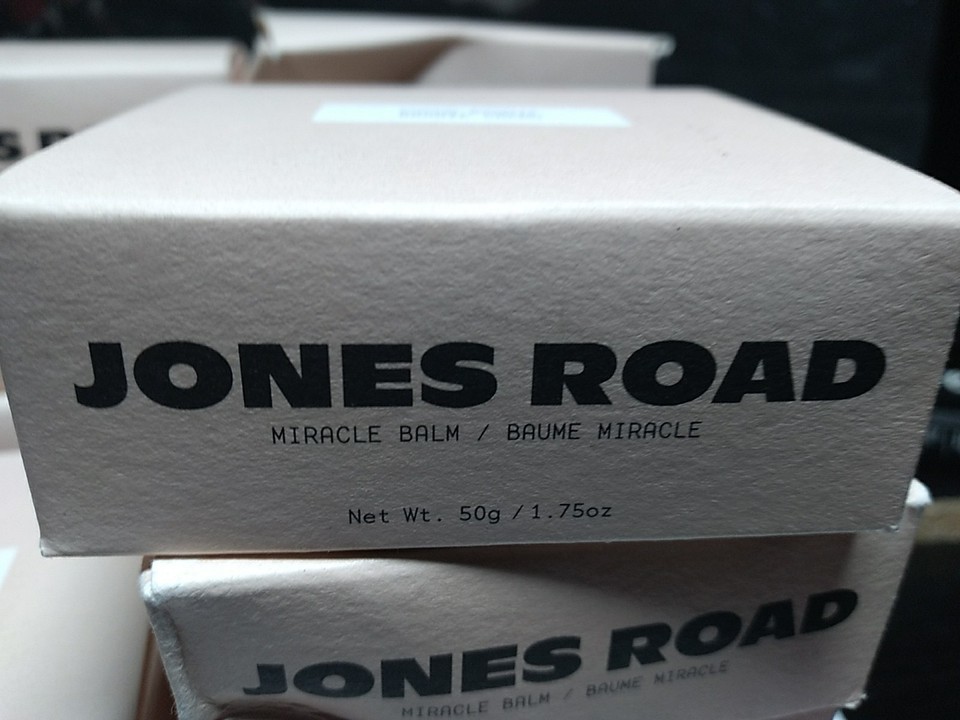 JONES ROAD
MIRACLE BALM / BAUME MIRACLE
Net Wt. 50g / 1.75oz
JONES ROAD
MIRACLE BALM / BAUME MIRACLE